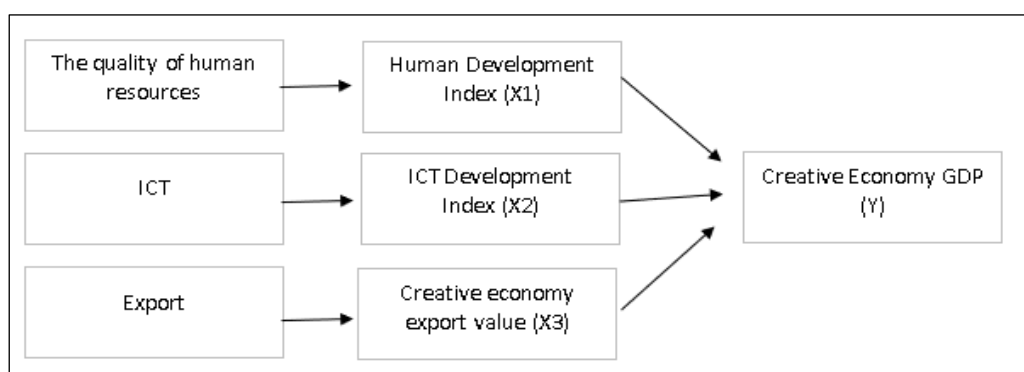 The quality of human
resources
Human Development
Index (X1)
ICT
ICT Development
Index (X2)
Creative Economy GDP
(Y)
Export
Creative economy
export value (X3)